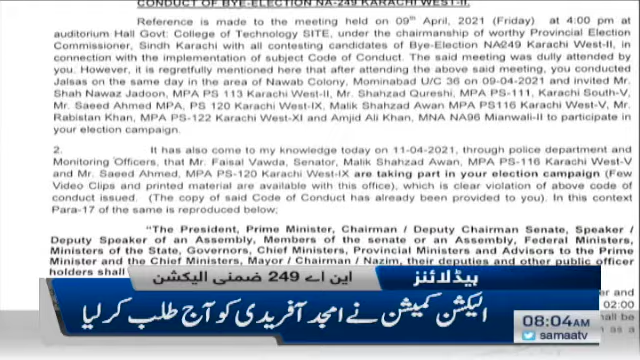 CONDUCT OF BYE-ELECTION NA-249 KARACHI WEST-II.
Reference is made to the meeting held on 09th April, 2021 (Friday) at 4:00 pm at
auditorium Hall Govt: College of Technology SITE, under the chairmanship of worthy Provincial Election
Commissioner, Sindh Karachi with all contesting candidates of Bye-Election NA249 Karachi West-II, in
connection with the implementation of subject Code of Conduct. The said meeting was dully attended by
you. However, it is regretfully mentioned here that after attending the above said meeting, you conducted
Jalsas on the same day in the area of Nawab Colony, Mominabad U/C 36 on 09-04-2021 and invited Mr.
Shah Nawaz Jadoon, MPA PS 113 Karachi West-II, Mr. Shahzad Qureshi, MPA PS-111, Karachi South-V,
Mr. Saeed Ahmed, MPA PS 120 Karachi West-IX, Malik Shahzad Awan MPA PS116 Karachi West-V, Mr.
Rabistan Khan, MPA PS-122 Karachi West-XI and Amjid Ali Khan, MNA NA96 Mianwali-II to participate in
your election campaign.
2. It has also come to my knowledge today on 11-04-2021, through police department and
Monitoring Officers, that Mr. Faisal Vawda, Senator, Malik Shahzad Awan, MPA PS-116 Karachi West-V
and Mr. Saeed Ahmed, MPA PS-120 Karachi West-IX are taking part in your election campaign (Few
Video Clips and printed material are available with this office), which is clear violation of above code of
conduct issued. (The copy of said Code of Conduct has already been provided to you). In this context
Para-17 of the same is reproduced below;
"The President, Prime Minister, Chairman / Deputy Chairman Senate, Speaker /
Deputy Speaker of an Assembly, Members of the senate or an Assembly, Federal Ministers,
Ministers of the State, Governors, Chief Ministers, Provincial Ministers and Advisors to the Prime
Minister and the Chief Ministers, Mayor / Chairman / Nazim, their deputies and other public officer
holders shall
and
02:00
shall be
as a
ہیڈلائنز این اے 249 ضمنی الیکشن
الیکشن کمیشن نے امجد آفریدی کو آج طلب کرلیا
08:04AM
samaatv